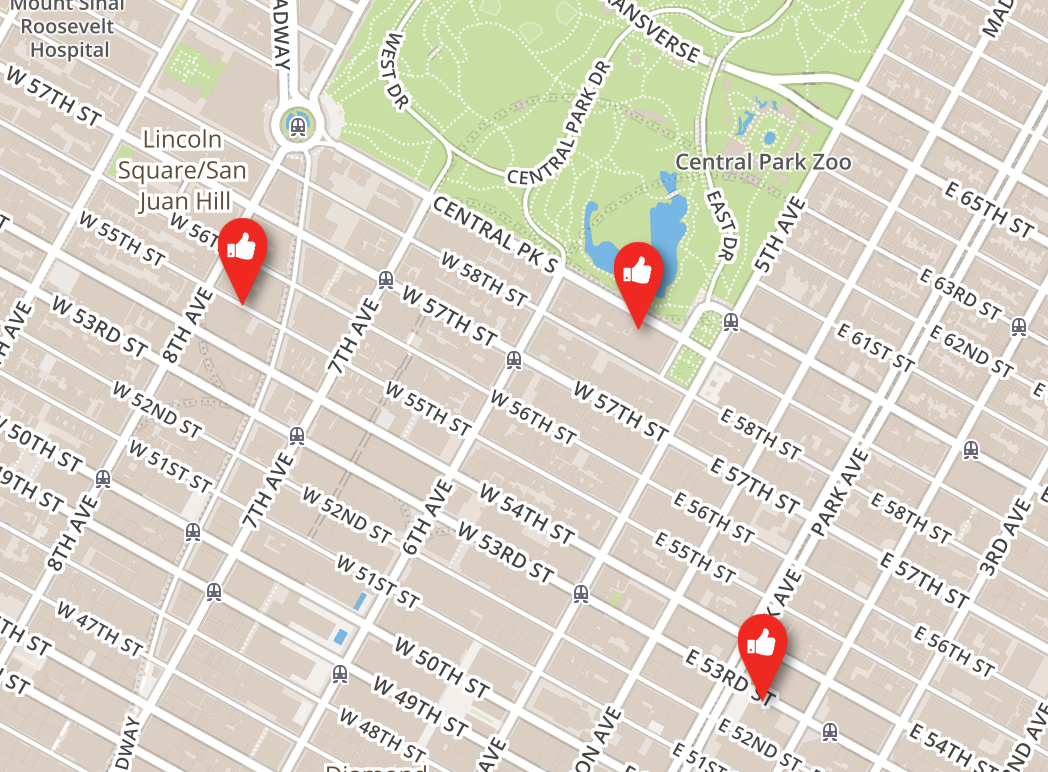 Mount Sinai
Roosevelt
Hospital
ADWAY
WEST DR
TRANSVERSE
MAD
W 57TH ST
CENTRAL PARK DR
Lincoln
Square/San
Juan Hill
Central Park Zoo
CENTRAL PK S
EAST DR
5TH AVE
E 65TH ST
W 55TH ST
W 56T
W 58TH ST
E 63RD ST
W 53RD ST
8TH AVE
7TH AVE
W 57TH ST
E 61ST ST
E 62ND ST
H AVE
W 52ND ST
W 55TH ST
W 56TH ST
W 57TH ST
E 58TH ST
W 50TH ST
W 51ST ST
E 57TH ST
PARK AVE
49TH ST
7TH AVE
W 52ND ST
6TH AVE
W 54TH ST
E 56TH ST
E 58TH ST
3RD AVE
8TH AVE
W 53RD ST
E 55TH ST
E 57TH ST
W 51ST ST
K AVE
W 47TH ST
TH ST
W 50TH ST
E 53RD ST
E 56TH ST
ST
W 49TH ST
W 48TH ST
DWAY
AVE
ON AVE
E 52ND ST
E 51ST
E 54TH ST
ND AVE
Diamond